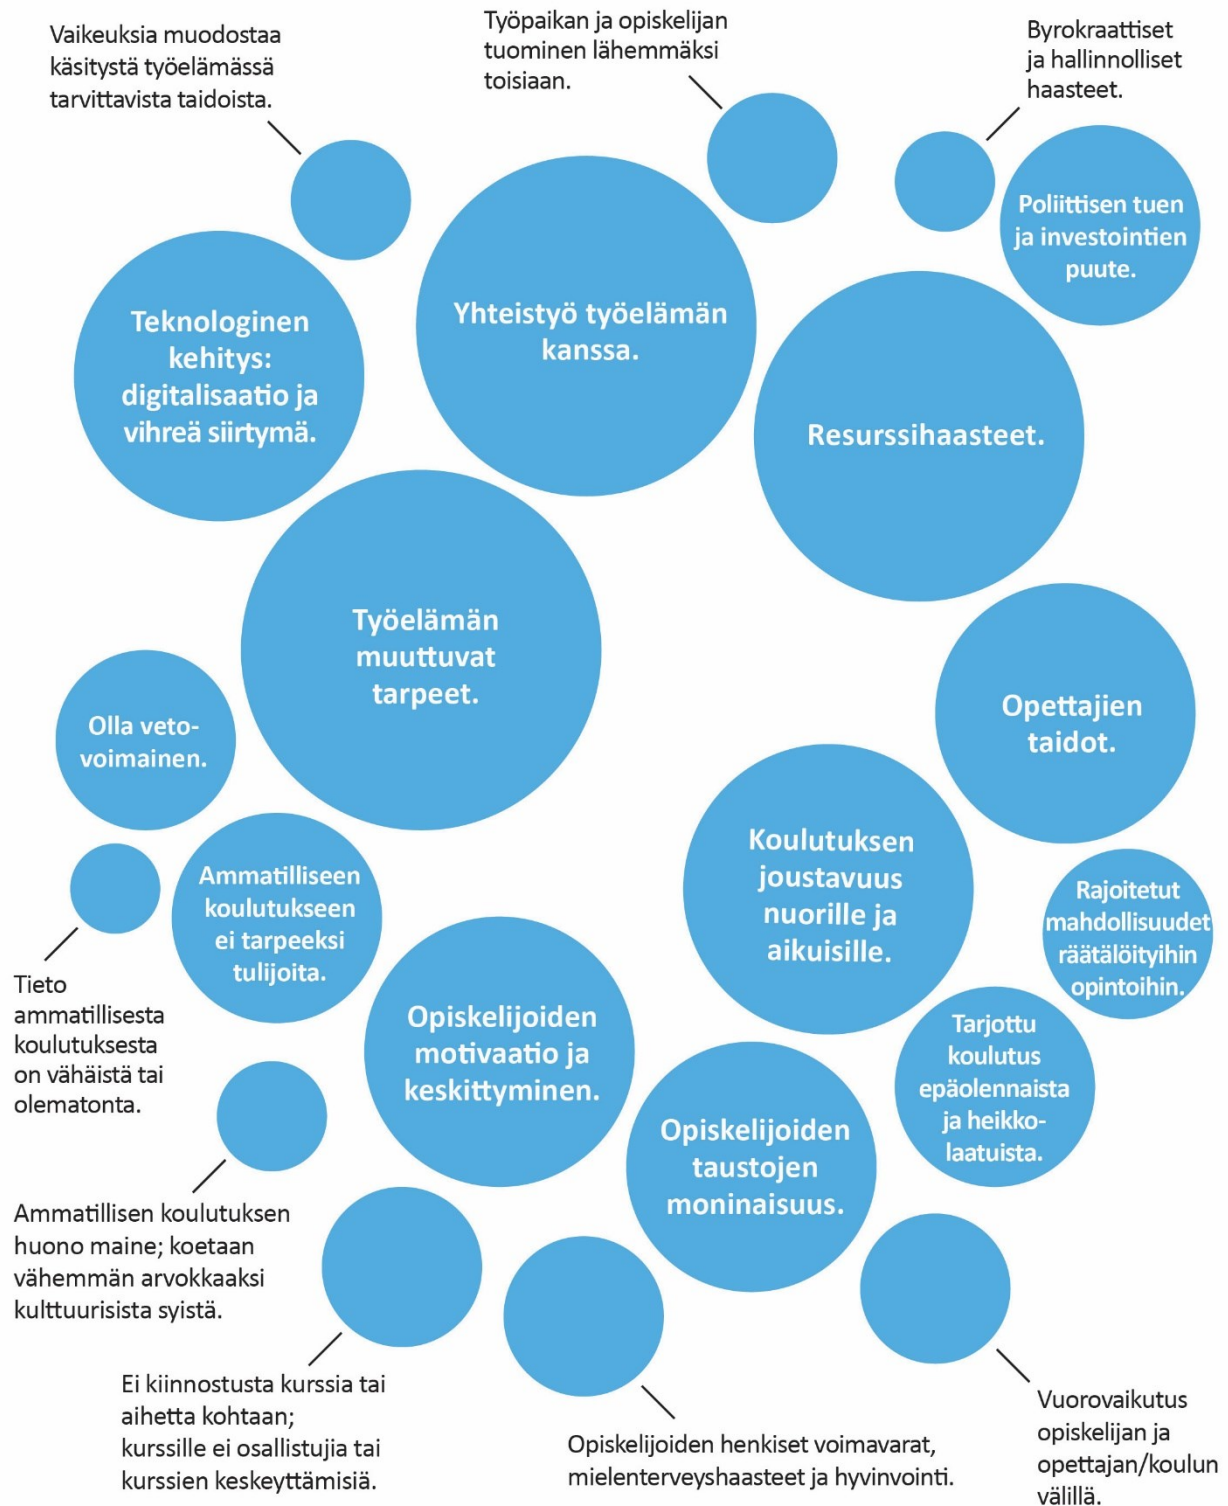 Vaikeuksia muodostaa
käsitystä työelämässä
tarvittavista taidoista.
Työpaikan ja opiskelijan
tuominen lähemmäksi
toisiaan.
Byrokraattiset
ja hallinnolliset
haasteet.
Poliittisen tuen
ja investointien
puute.
Teknologinen
kehitys:
digitalisaatio ja
vihreä siirtymä.
Yhteistyö työelämän
kanssa.
Resurssihaasteet.
Työelämän
muuttuvat
tarpeet.
Opettajien
taidot.
Olla veto-
voimainen.
Koulutuksen
joustavuus
nuorille ja
aikuisille.
Ammatilliseen
koulutukseen
ei tarpeeksi
tulijoita.
Rajoitetut
mahdollisuudet
räätälöityihin
opintoihin.
Tieto
ammatillisesta
koulutuksesta
on vähäistä tai
olematonta.
Opiskelijoiden
motivaatio ja
keskittyminen.
Tarjottu
koulutus
epäolennaista
ja heikko-
laatuista.
Opiskelijoiden
taustojen
moninaisuus.
Ammatillisen koulutuksen
huono maine; koetaan
vähemmän arvokkaaksi
kulttuurisista syistä.
Ei kiinnostusta kurssia tai
aihetta kohtaan;
kurssille ei osallistujia tai
kurssien keskeyttämisiä.
Opiskelijoiden henkiset voimavarat,
mielenterveyshaasteet ja hyvinvointi.
Vuorovaikutus
opiskelijan ja
opettajan/koulun
välillä.